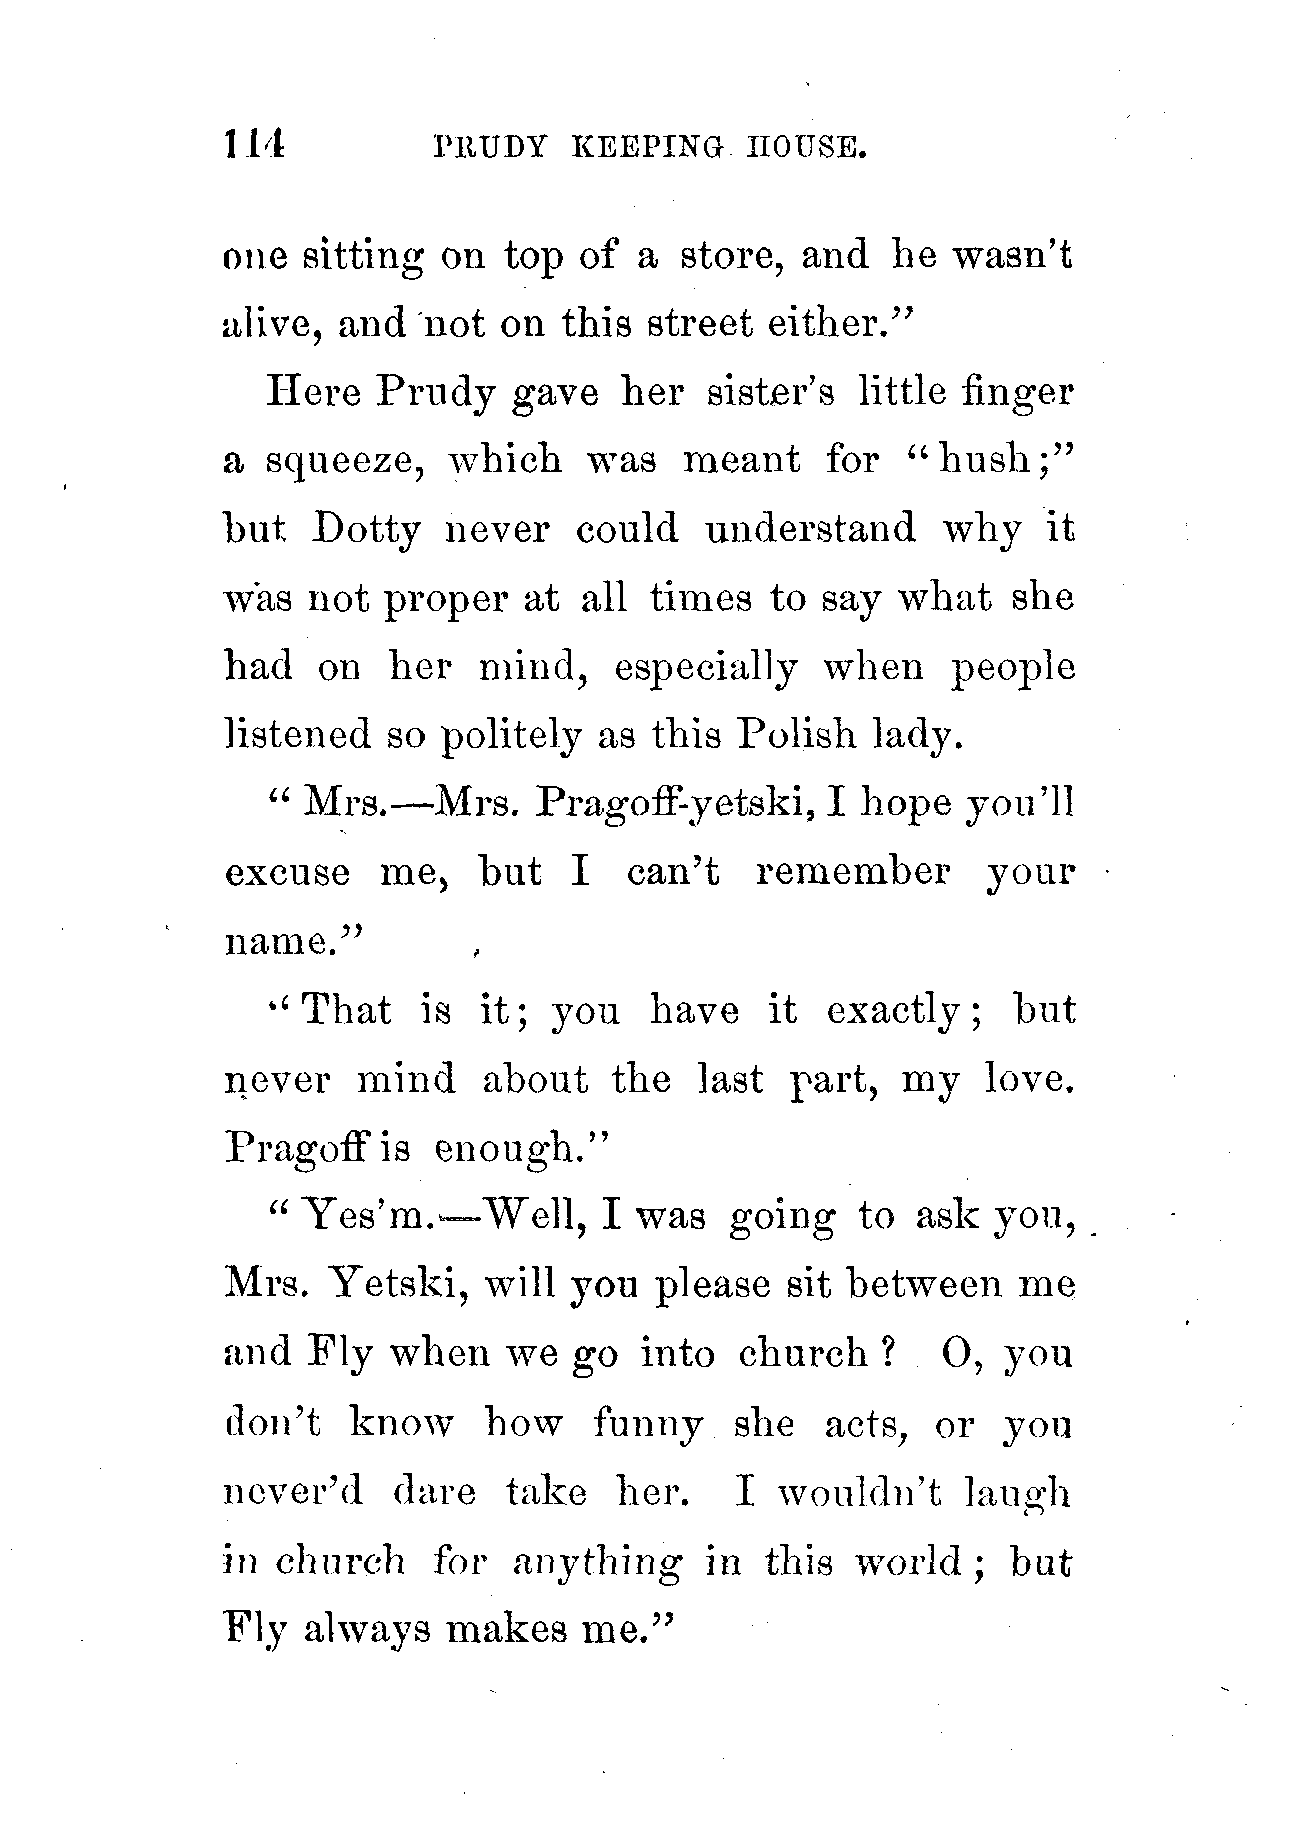 114 PRUDY KEEPING HOUSE.
one sitting on top of a store, and he wasn't
alive, and not on this street either."
Here Prudy gave her sister's little finger
a squeeze, which was meant for "hush;"
but Dotty never could understand why it
was not proper at all times to say what she
had on her mind, especially when people
listened so politely as this Polish lady.
"Mrs.—Mrs. Pragoff-yetski, I hope you'll
excuse me, but I can't remember your
name."
"That is it; you have it exactly; but
never mind about the last part, my love.
Pragoff is enough."
"Yes'm.—Well, I was going to ask you,
Mrs. Yetski, will you please sit between me
and Fly when we go into church? O, you
don't know how funny she acts, or you
never'd dare take her. I wouldn't laugh
in church for anything in this world; but
Fly always makes me."